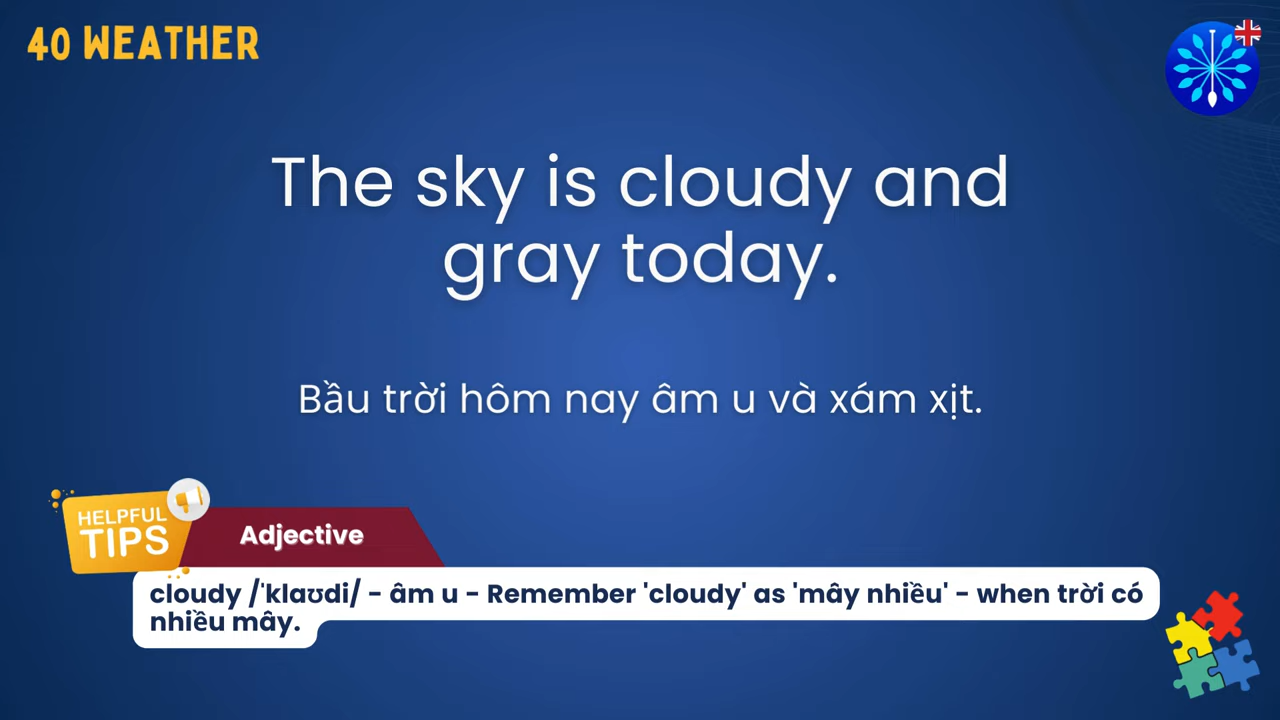 40 WEATHER
The sky is cloudy and
gray today.
Bầu trời hôm nay âm u và xám xịt.
HELPFUL
TIPS
Adjective
cloudy /ˈklaʊdi/ - âm u - Remember 'cloudy' as 'mây nhiều' - when trời có
nhiều mây.